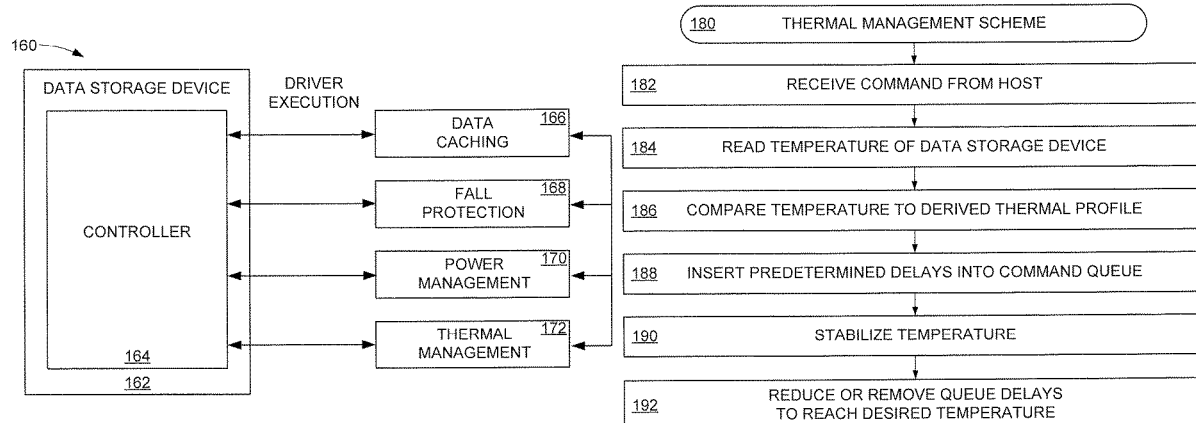 160
DATA STORAGE DEVICE
CONTROLLER
164
162
DRIVER
EXECUTION
DATA
CACHING
166
FALL
PROTECTION
168
POWER
MANAGEMENT
170
THERMAL
MANAGEMENT
172
180 THERMAL MANAGEMENT SCHEME
182 RECEIVE COMMAND FROM HOST
184 READ TEMPERATURE OF DATA STORAGE DEVICE
186 COMPARE TEMPERATURE TO DERIVED THERMAL PROFILE
188 INSERT PREDETERMINED DELAYS INTO COMMAND QUEUE
190 STABILIZE TEMPERATURE
192 REDUCE OR REMOVE QUEUE DELAYS
TO REACH DESIRED TEMPERATURE